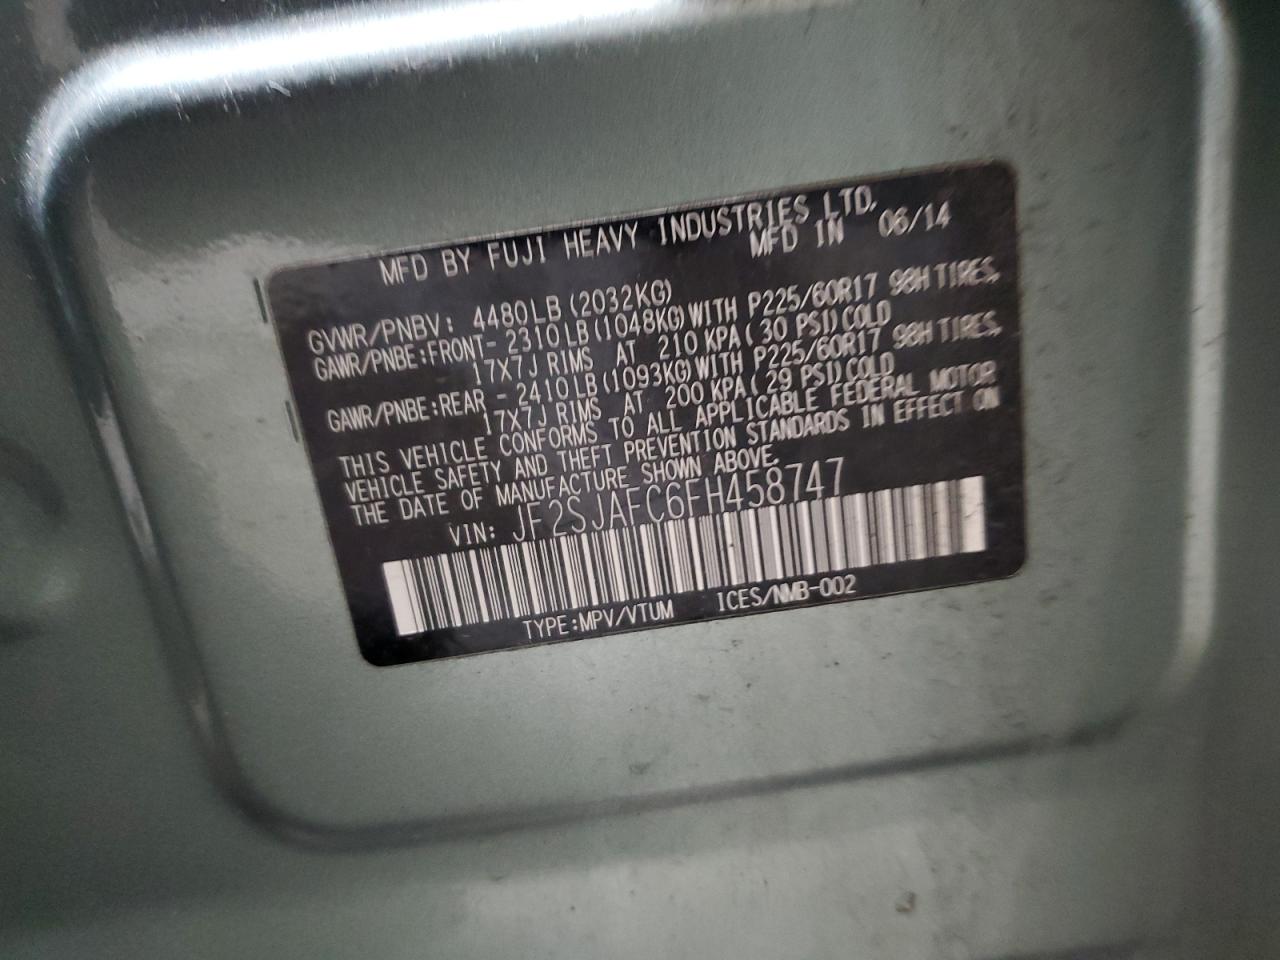 MFD BY FUJI HEAVY INDUSTRIES LTD.
MFD IN 06/14
GVWR/PNBV: 4480LB (2032KG)
GAWR/PNBE:FRONT- 2310LB (1048KG) WITH P225/60R17 98H TIRES,
17X7J RIMS AT 210 KPA (30 PSI) COLD
GAWR/PNBE:REAR - 2410LB (1093KG) WITH P225/60R17 98H TIRES,
17X7J RIMS AT 200 KPA (29 PSI) COLD
THIS VEHICLE CONFORMS TO ALL APPLICABLE FEDERAL MOTOR
VEHICLE SAFETY AND THEFT PREVENTION STANDARDS IN EFFECT ON
THE DATE OF MANUFACTURE SHOWN ABOVE.
VIN: JF2SJAFC6FH458747
TYPE:MPV/VTUM ICES/NMB-002